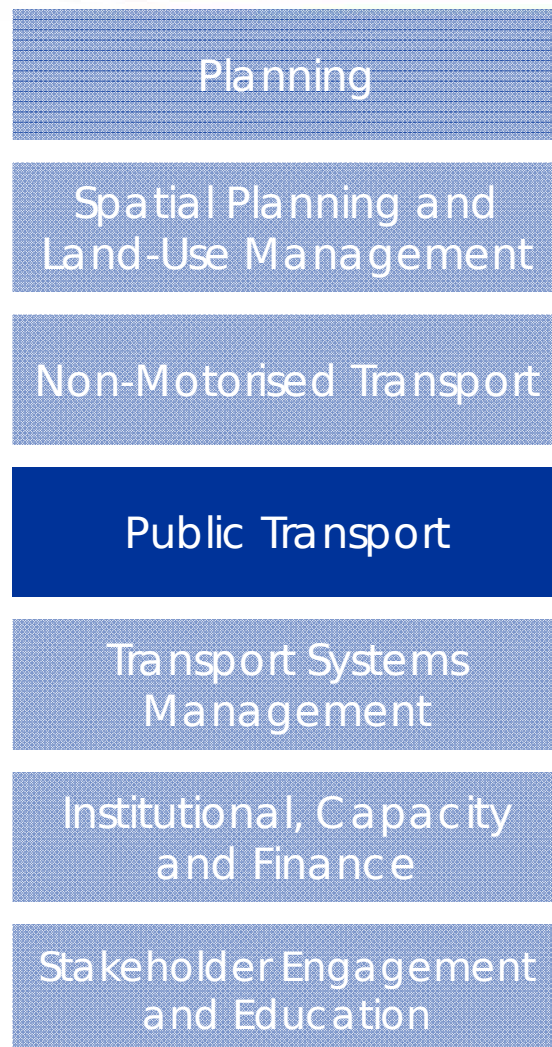 Planning
Spatial Planning and
Land-Use Management
Non-Motorised Transport
Public Transport
Transport Systems
Management
Institutional, Capacity
and Finance
Stakeholder Engagement
and Education